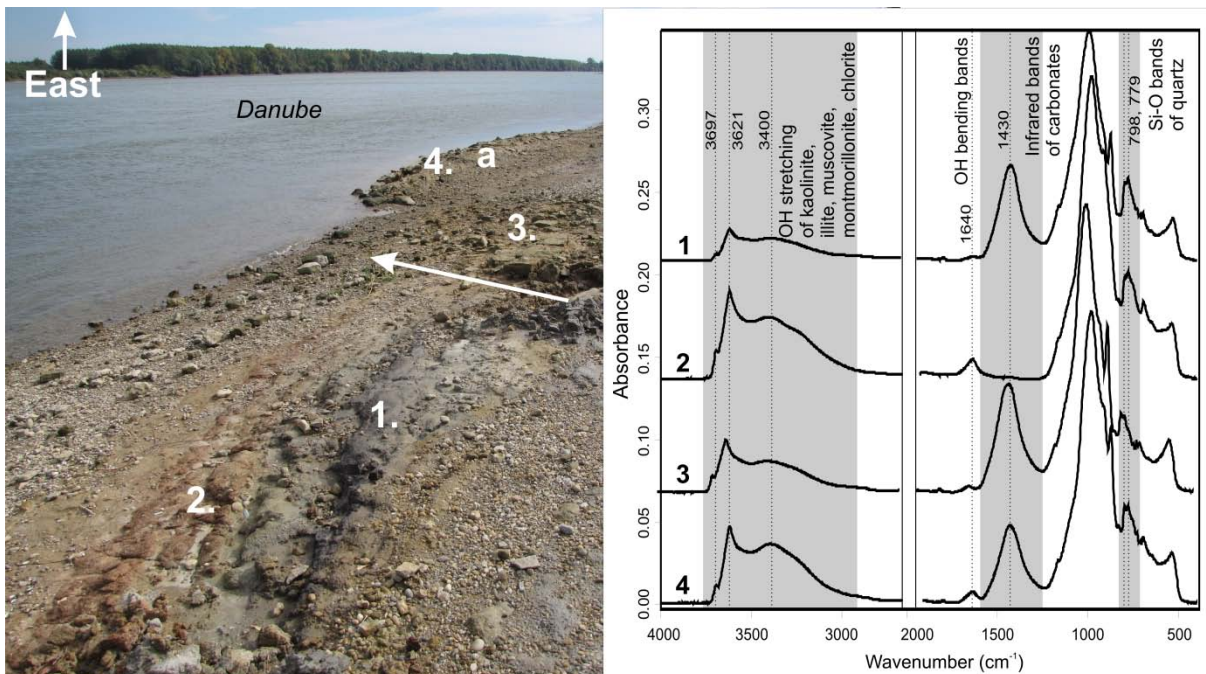 East
Danube
4.
a
3.
1.
2.
Absorbance
0.30
0.25
0.20
0.15
0.10
0.05
0.00
3697
3621
3400
OH stretching
of kaolinite,
illite, muscovite,
montmorillonite, chlorite
1640
OH bending bands
1430
Infrared bands
of carbonates
798, 779
Si-O bands
of quartz
1
2
3
4
4000
3500
3000
2000
1500
1000
500
Wavenumber (cm⁻¹)